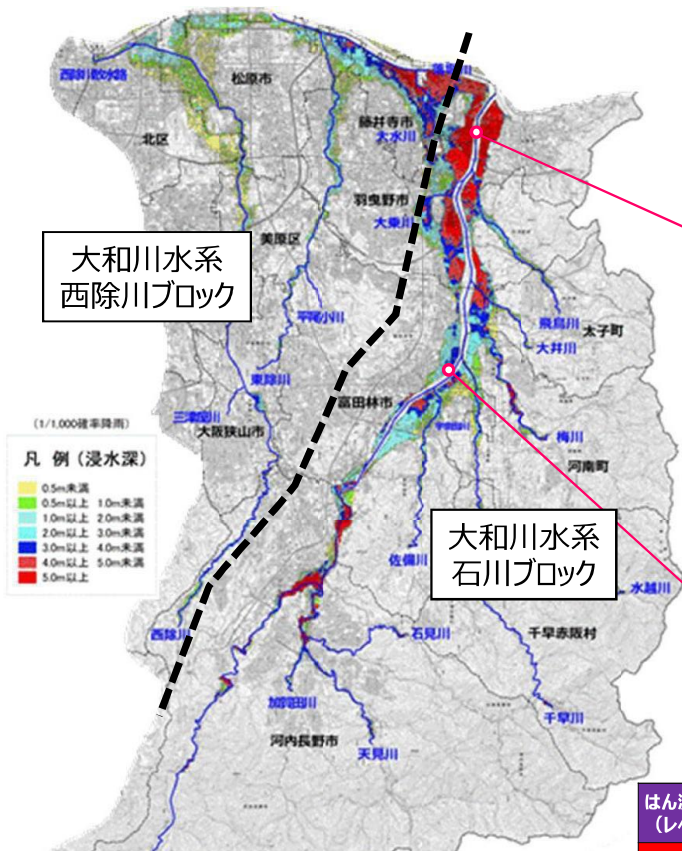 西除川放水路
松原市
北区
藤井寺市
大水川
羽曳野市
大乗川
美原区
大和川水系
西除川ブロック
平尾小川
飛鳥川
太子町
大井川
東除川
富田林市
三津屋川
大阪狭山市
梅川
河南町
(1/1,000確率降雨)
凡 例 (浸水深)
0.5m未満
0.5m以上 1.0m未満
1.0m以上 2.0m未満
2.0m以上 3.0m未満
3.0m以上 4.0m未満
4.0m以上 5.0m未満
5.0m以上
大和川水系
石川ブロック
佐備川
水越川
西除川
石見川
千早赤阪村
加賀田川
千早川
河内長野市
天見川
はん
(レベ